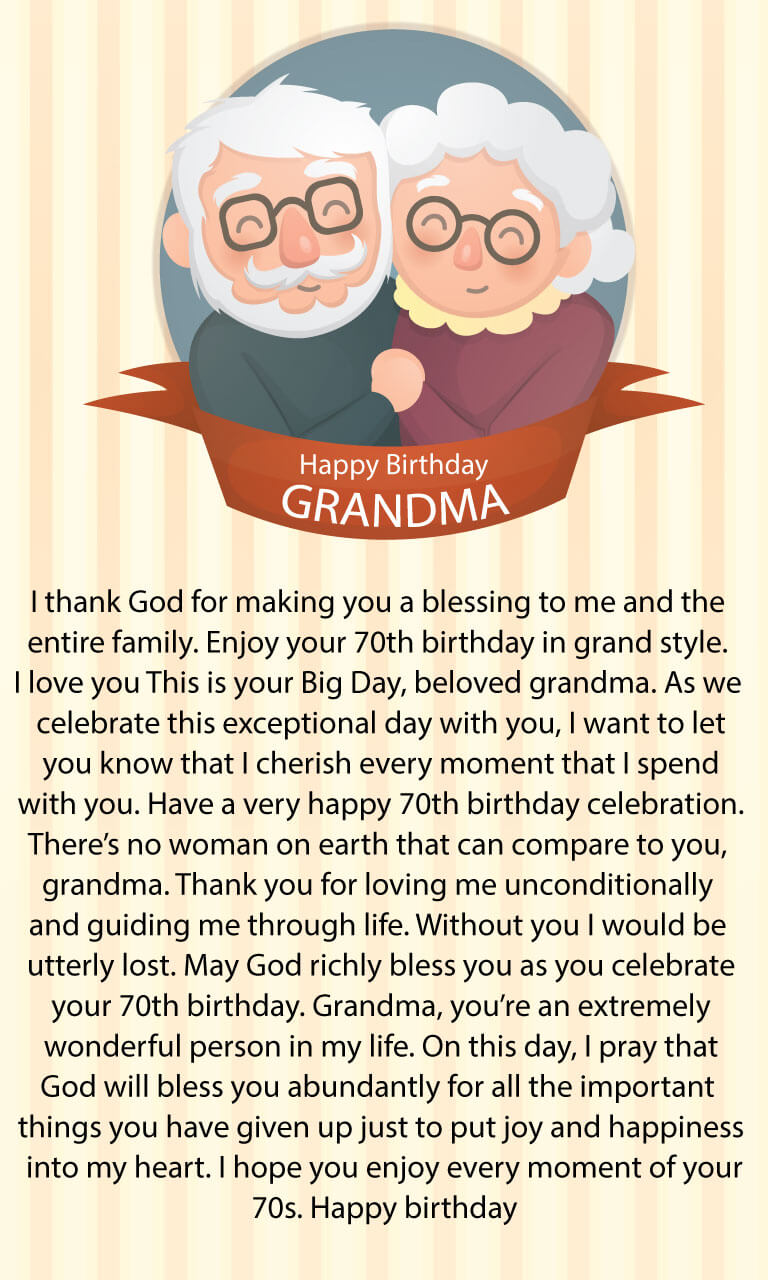 Happy Birthday
GRANDMA
I thank God for making you a blessing to me and the
entire family. Enjoy your 70th birthday in grand style.
I love you This is your Big Day, beloved grandma. As we
celebrate this exceptional day with you, I want to let
you know that I cherish every moment that I spend
with you. Have a very happy 70th birthday celebration.
There’s no woman on earth that can compare to you,
grandma. Thank you for loving me unconditionally
and guiding me through life. Without you I would be
utterly lost. May God richly bless you as you celebrate
your 70th birthday. Grandma, you’re an extremely
wonderful person in my life. On this day, I pray that
God will bless you abundantly for all the important
things you have given up just to put joy and happiness
into my heart. I hope you enjoy every moment of your
70s. Happy birthday